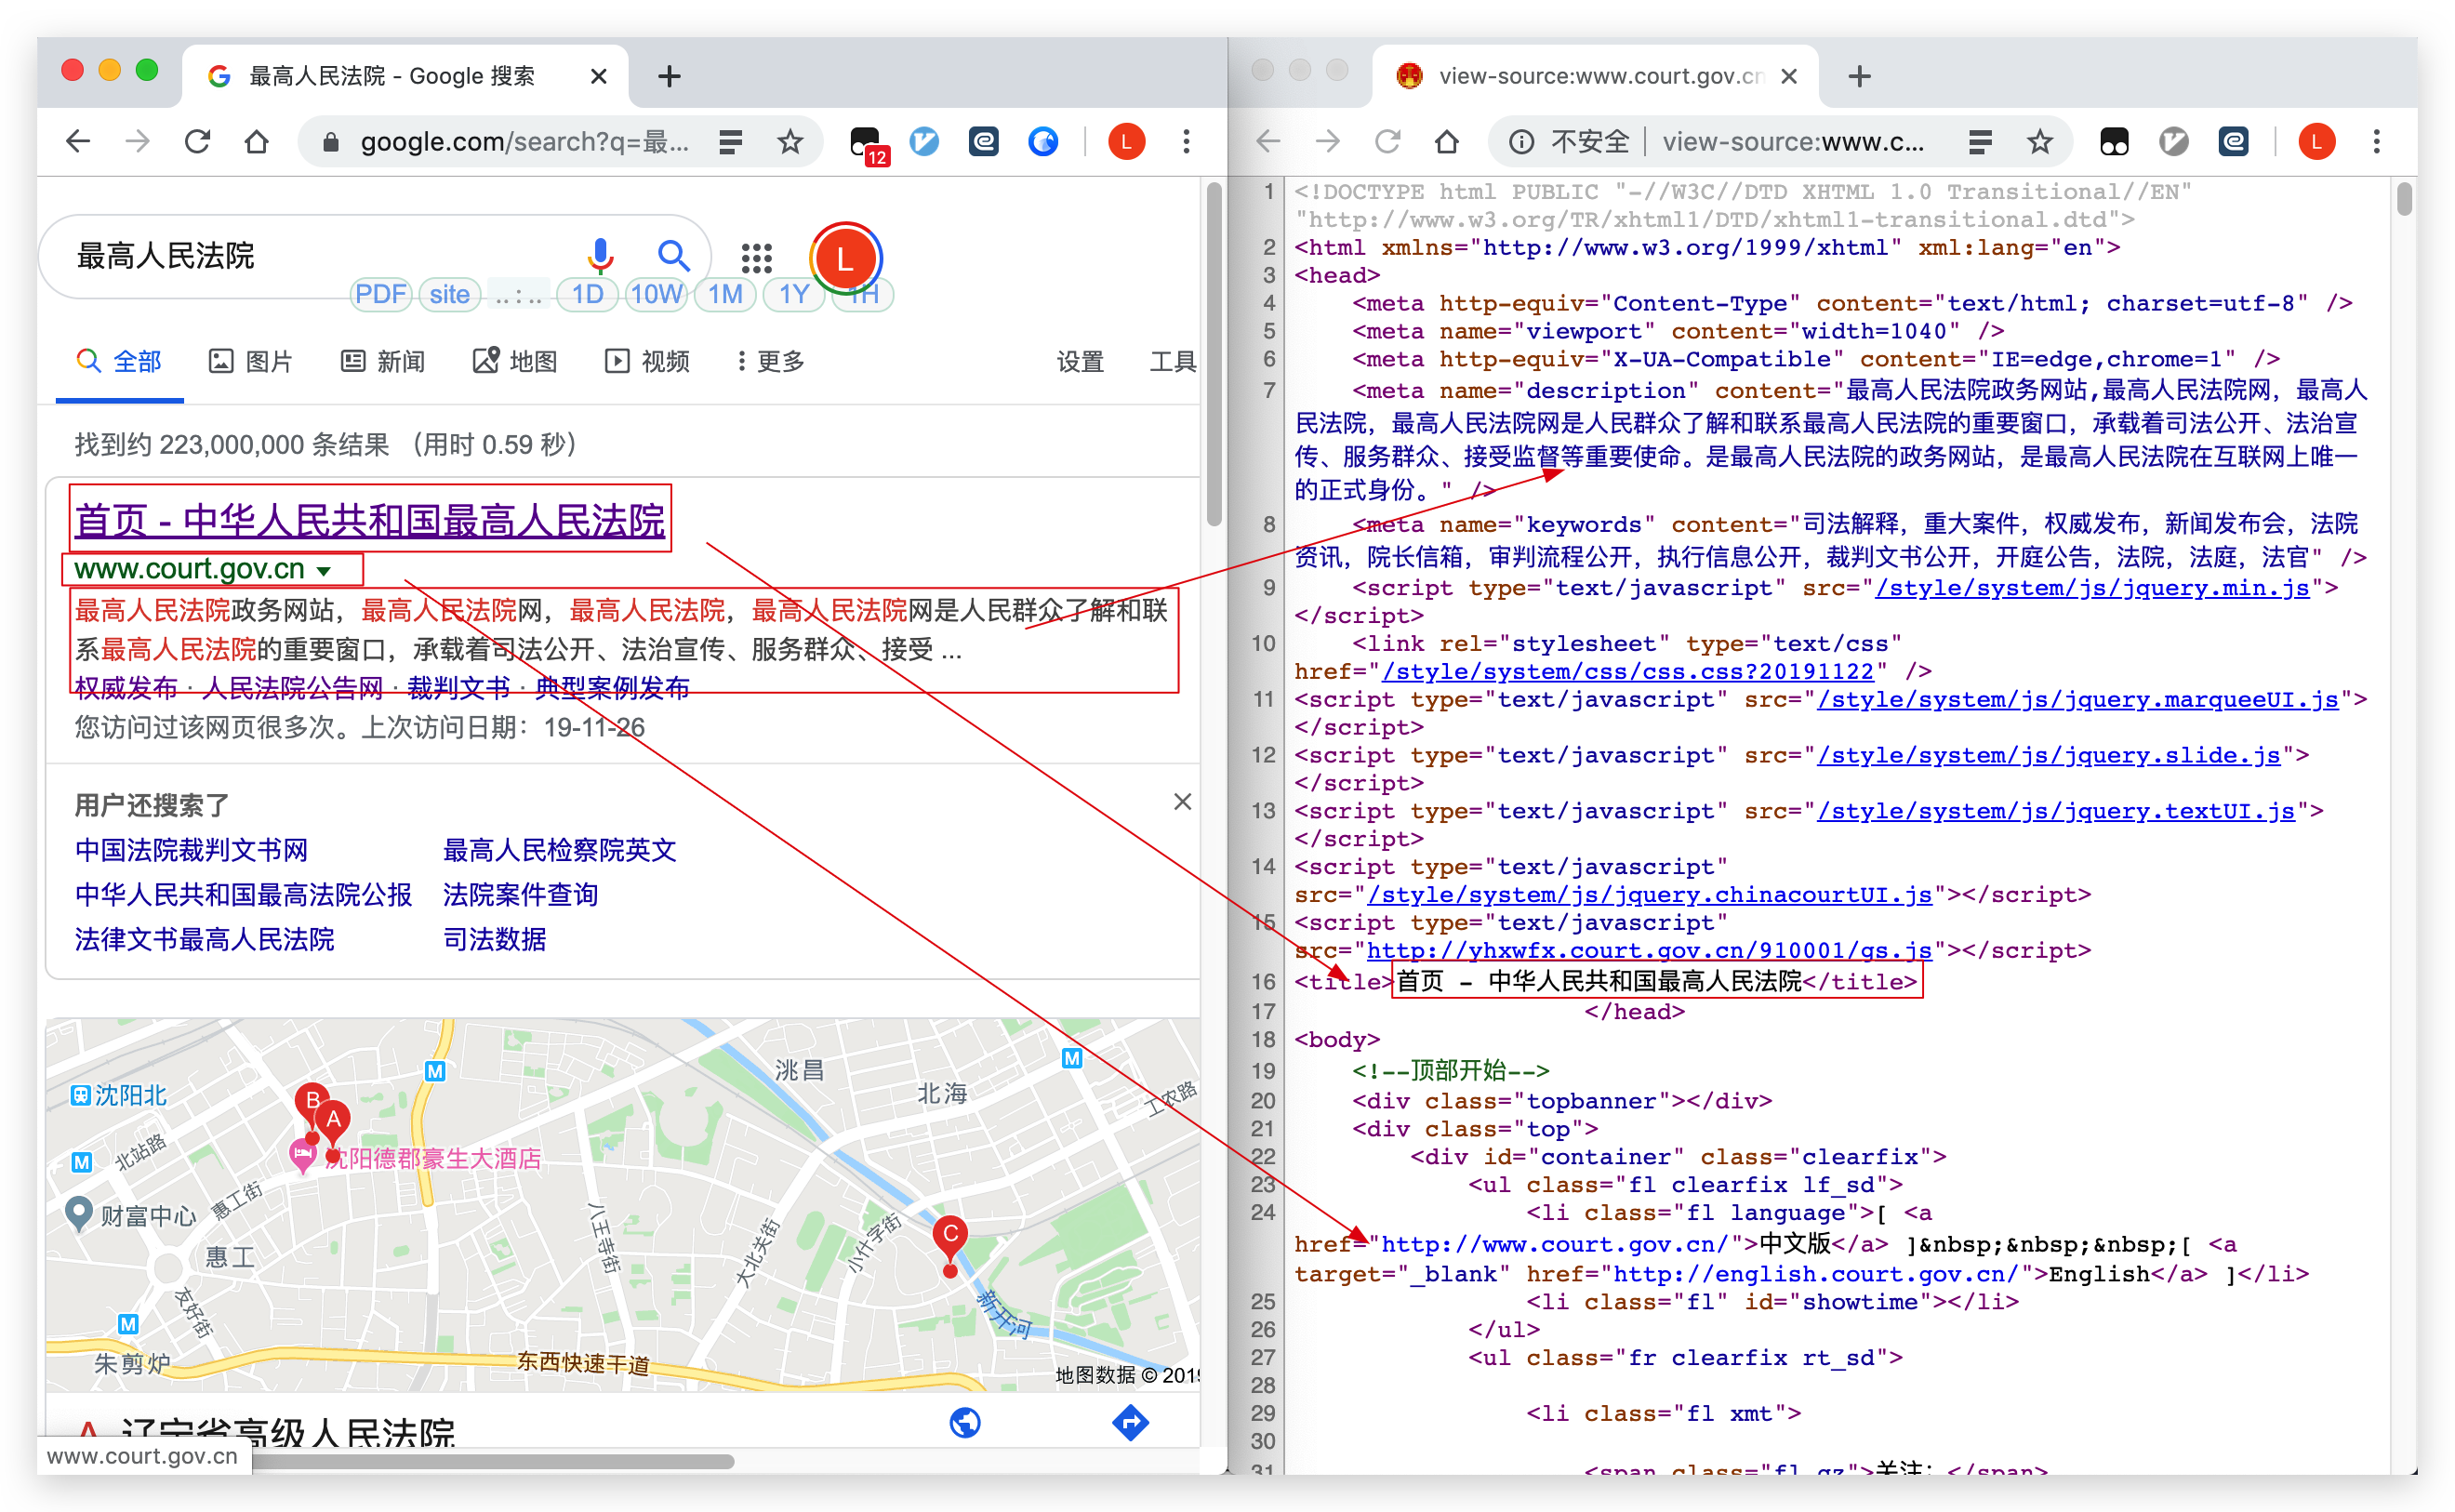 最高人民法院 - Google 搜索
google.com/search?q=最...
12
L
最高人民法院
L
PDF site ..:.. 1D 10W 1M 1Y 1H
全部 图片 新闻 地图 视频 更多 设置 工具
找到约 223,000,000 条结果 （用时 0.59 秒）
首页 - 中华人民共和国最高人民法院
www.court.gov.cn
最高人民法院政务网站，最高人民法院网，最高人民法院，最高人民法院网是人民群众了解和联
系最高人民法院的重要窗口，承载着司法公开、法治宣传、服务群众、接受 ...
权威发布 · 人民法院公告网 · 裁判文书 · 典型案例发布
您访问过该网页很多次。上次访问日期：19-11-26
用户还搜索了
中国法院裁判文书网 最高人民检察院英文
中华人民共和国最高法院公报 法院案件查询
法律文书最高人民法院 司法数据
洮昌
M
M
北海
工农路
沈阳北
B
A
M
北站路
沈阳德郡豪生大酒店
财富中心
惠工街
八王寺街
大北关街
小什字街
C
惠工
友好街
新开河
M
朱剪炉
东西快速干道
地图数据 © 2019
A 辽宁省高级人民法院
www.court.gov.cn
view-source:www.court.gov.cn
不安全 view-source:www.c...
L
1 <!DOCTYPE html PUBLIC "-//W3C//DTD XHTML 1.0 Transitional//EN"
"http://www.w3.org/TR/xhtml1/DTD/xhtml1-transitional.dtd">
2 <html xmlns="http://www.w3.org/1999/xhtml" xml:lang="en">
3 <head>
4 <meta http-equiv="Content-Type" content="text/html; charset=utf-8" />
5 <meta name="viewport" content="width=1040" />
6 <meta http-equiv="X-UA-Compatible" content="IE=edge,chrome=1" />
7 <meta name="description" content="最高人民法院政务网站,最高人民法院网，最高人
民法院，最高人民法院网是人民群众了解和联系最高人民法院的重要窗口，承载着司法公开、法治宣
传、服务群众、接受监督等重要使命。是最高人民法院的政务网站，是最高人民法院在互联网上唯一
的正式身份。" />
8 <meta name="keywords" content="司法解释，重大案件，权威发布，新闻发布会，法院
资讯，院长信箱，审判流程公开，执行信息公开，裁判文书公开，开庭公告，法院，法庭，法官" />
9 <script type="text/javascript" src="/style/system/js/jquery.min.js">
</script>
10 <link rel="stylesheet" type="text/css"
href="/style/system/css/css.css?20191122" />
11 <script type="text/javascript" src="/style/system/js/jquery.marqueeUI.js">
</script>
12 <script type="text/javascript" src="/style/system/js/jquery.slide.js">
</script>
13 <script type="text/javascript" src="/style/system/js/jquery.textUI.js">
</script>
14 <script type="text/javascript"
src="/style/system/js/jquery.chinacourtUI.js"></script>
15 <script type="text/javascript"
src="http://yhxwfx.court.gov.cn/910001/gs.js"></script>
16 <title>首页 - 中华人民共和国最高人民法院</title>
17 </head>
18 <body>
19 <!--顶部开始-->
20 <div class="topbanner"></div>
21 <div class="top">
22 <div id="container" class="clearfix">
23 <ul class="fl clearfix lf_sd">
24 <li class="fl language">[ <a
href="http://www.court.gov.cn/">中文版</a> ]&nbsp;&nbsp;&nbsp;[ <a
target="_blank" href="http://english.court.gov.cn/">English</a> ]</li>
25 <li class="fl" id="showtime"></li>
26 </ul>
27 <ul class="fr clearfix rt_sd">
28
29 <li class="fl xmt">
30
31 <span class="fl gz">关注：</span>